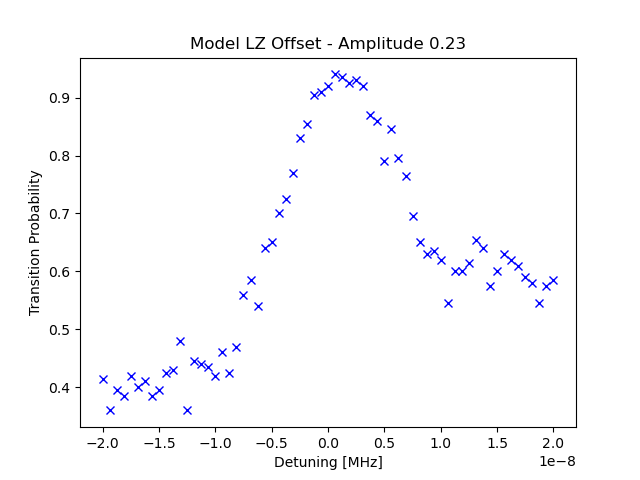 Model LZ Offset - Amplitude 0.23
Transition Probability
0.9
0.8
0.7
0.6
0.5
0.4
−2.0 −1.5 −1.0 −0.5 0.0 0.5 1.0 1.5 2.0
1e−8
Detuning [MHz]